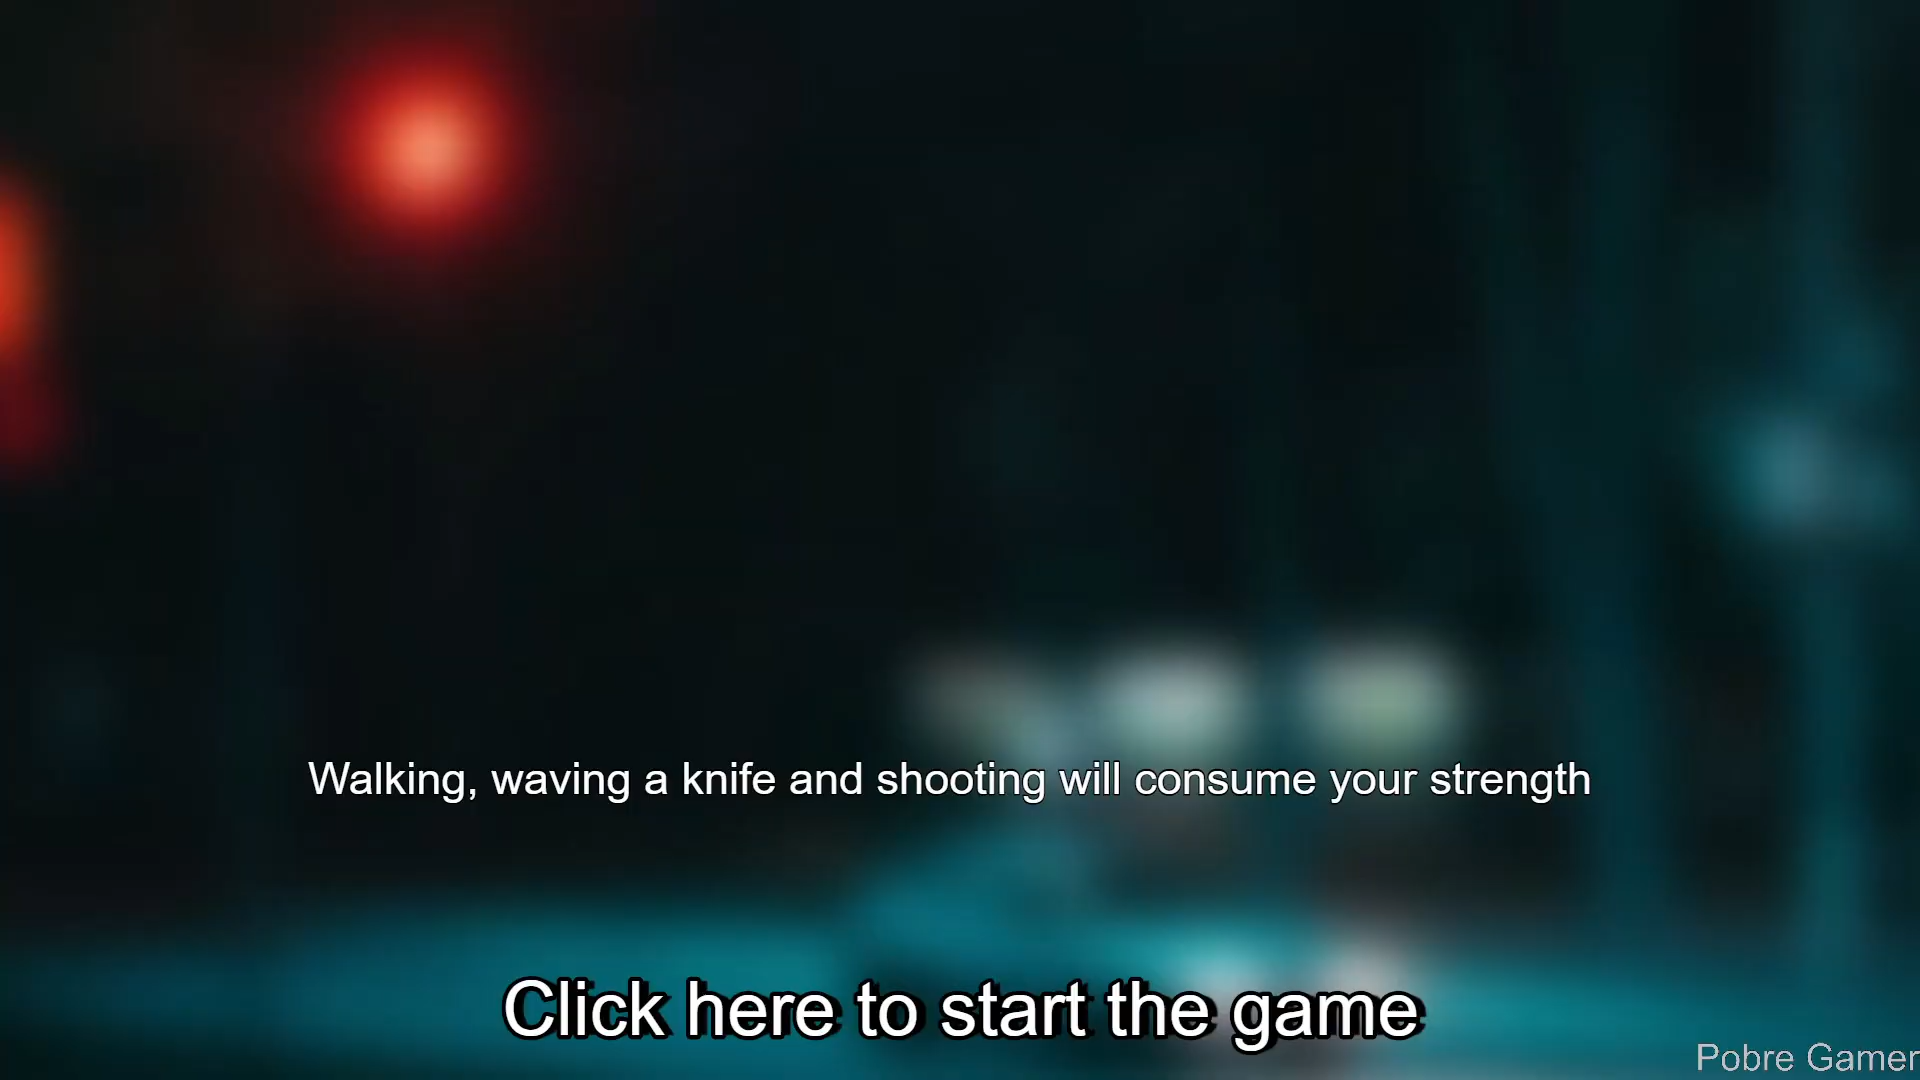 Walking, waving a knife and shooting will consume your strength
Click here to start the game
Pobre Gamer